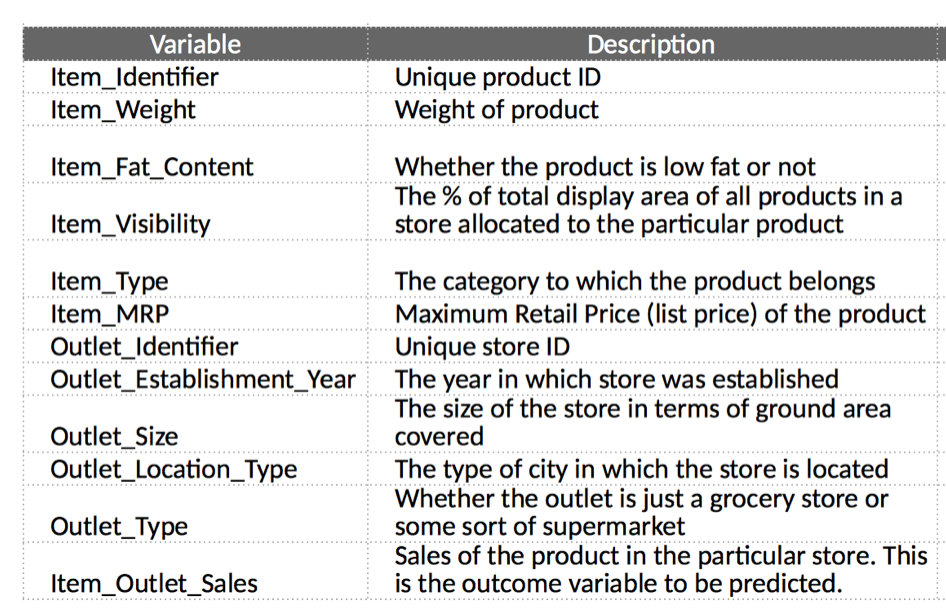 Variable Description
Item_Identifier Unique product ID
Item_Weight Weight of product
Item_Fat_Content Whether the product is low fat or not
The % of total display area of all products in a
Item_Visibility store allocated to the particular product
Item_Type The category to which the product belongs
Item_MRP Maximum Retail Price (list price) of the product
Outlet_Identifier Unique store ID
Outlet_Establishment_Year The year in which store was established
The size of the store in terms of ground area
Outlet_Size covered
Outlet_Location_Type The type of city in which the store is located
Whether the outlet is just a grocery store or
Outlet_Type some sort of supermarket
Sales of the product in the particular store. This
Item_Outlet_Sales is the outcome variable to be predicted.